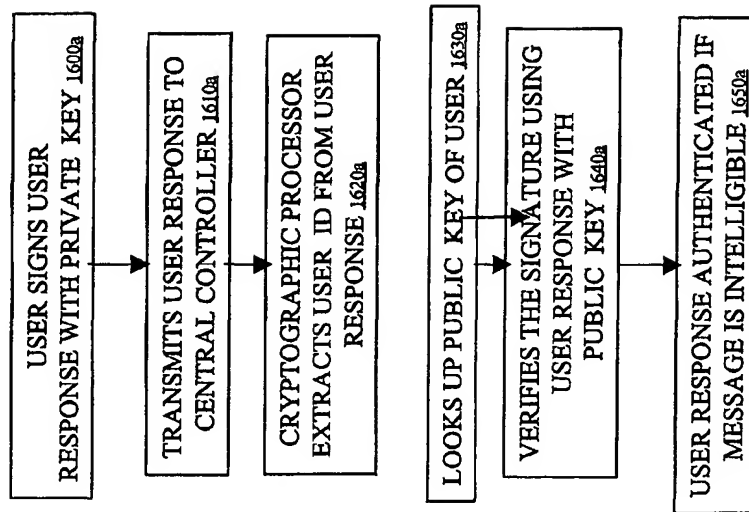 USER SIGNS USER
RESPONSE WITH PRIVATE KEY 1600a
TRANSMITS USER RESPONSE TO
CENTRAL CONTROLLER 1610a
CRYPTOGRAPHIC PROCESSOR
EXTRACTS USER ID FROM USER
RESPONSE 1620a
LOOKS UP PUBLIC KEY OF USER 1630a
VERIFIES THE SIGNATURE USING
USER RESPONSE WITH
PUBLIC KEY 1640a
USER RESPONSE AUTHENTICATED IF
MESSAGE IS INTELLIGIBLE 1650a